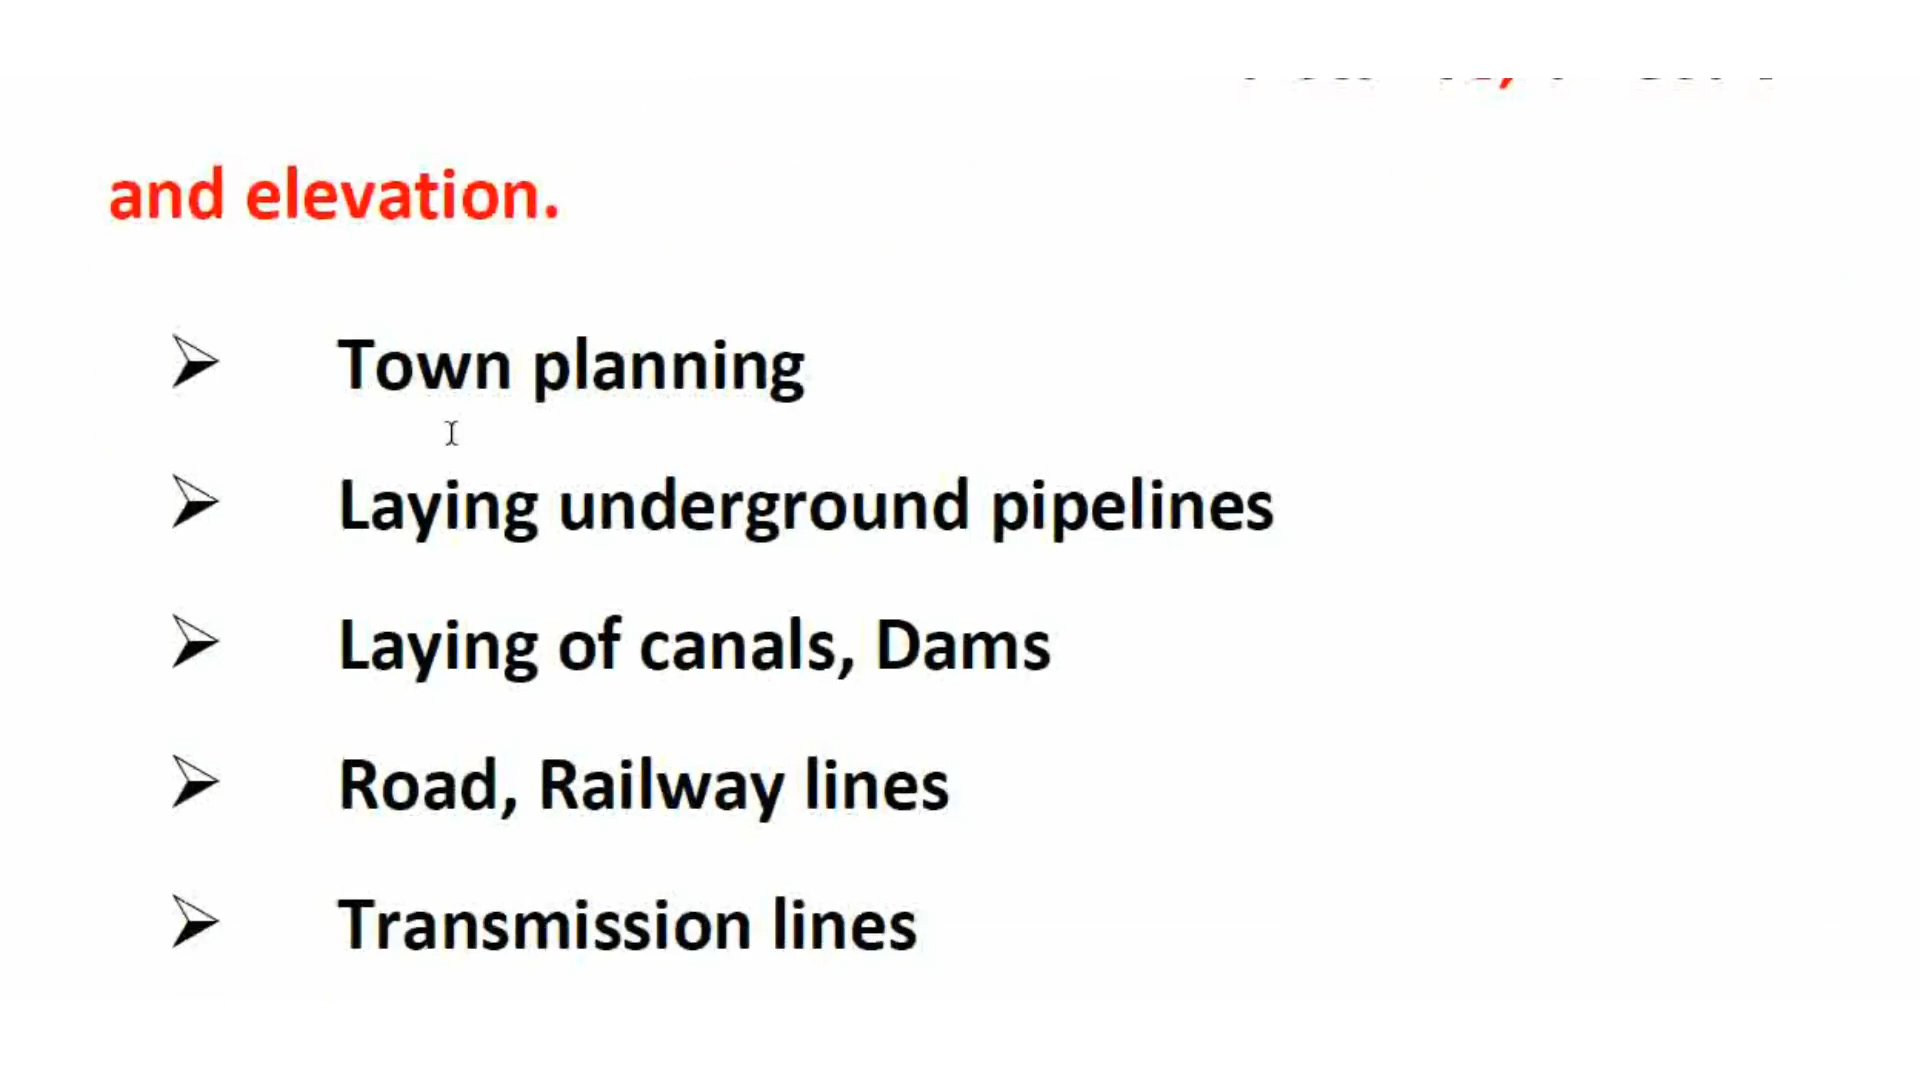 and elevation.
Town planning
Laying underground pipelines
Laying of canals, Dams
Road, Railway lines
Transmission lines